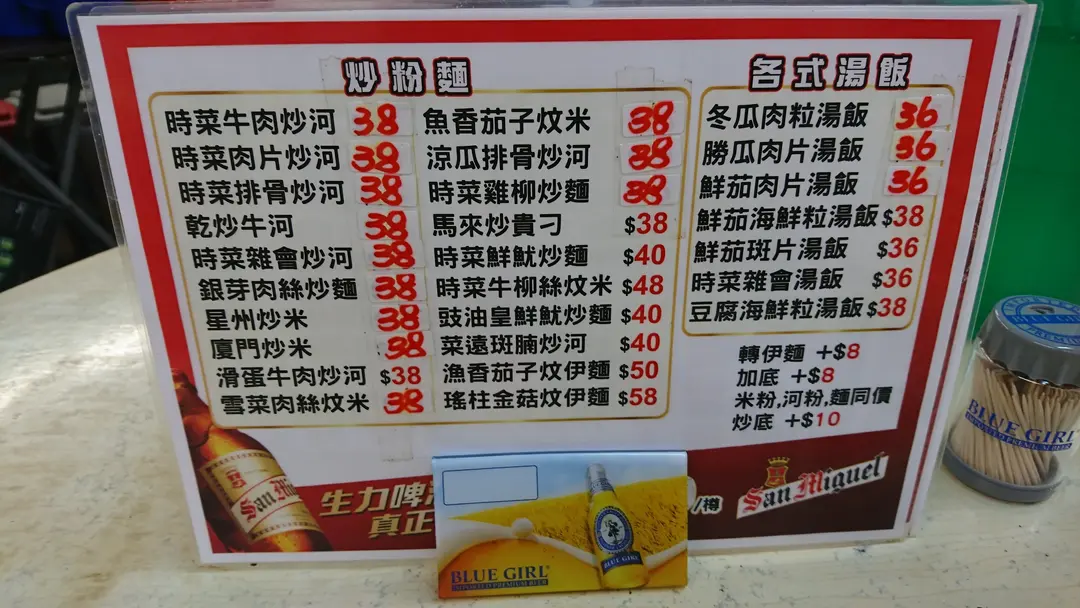 炒粉麵
時菜牛肉炒河 38
時菜肉片炒河 38
時菜排骨炒河 38
乾炒牛河 38
時菜雜會炒河 38
銀芽肉絲炒麵 38
星州炒米 38
廈門炒米 38
滑蛋牛肉炒河 $38
雪菜肉絲炆米 38
魚香茄子炆米 38
涼瓜排骨炒河 38
時菜雞柳炒麵 38
馬來炒貴刁 $38
時菜鮮魷炒麵 $40
時菜牛柳絲炆米 $48
豉油皇鮮魷炒麵 $40
菜遠斑腩炒河 $40
漁香茄子炆伊麵 $50
瑤柱金菇炆伊麵 $58
各式湯飯
冬瓜肉粒湯飯 36
勝瓜肉片湯飯 36
鮮茄肉片湯飯 36
鮮茄海鮮粒湯飯 $38
鮮茄斑片湯飯 $36
時菜雜會湯飯 $36
豆腐海鮮粒湯飯 $38
轉伊麵 +$8
加底 +$8
米粉,河粉,麵同價
炒底 +$10
生力啤
真正
/樽
San Miguel
San Mi
BLUE GIRL
IMPORTED PREMIUM BEER
BLUE GIRL
BLUE GIRL
IMPORTED PREMIUM BEER